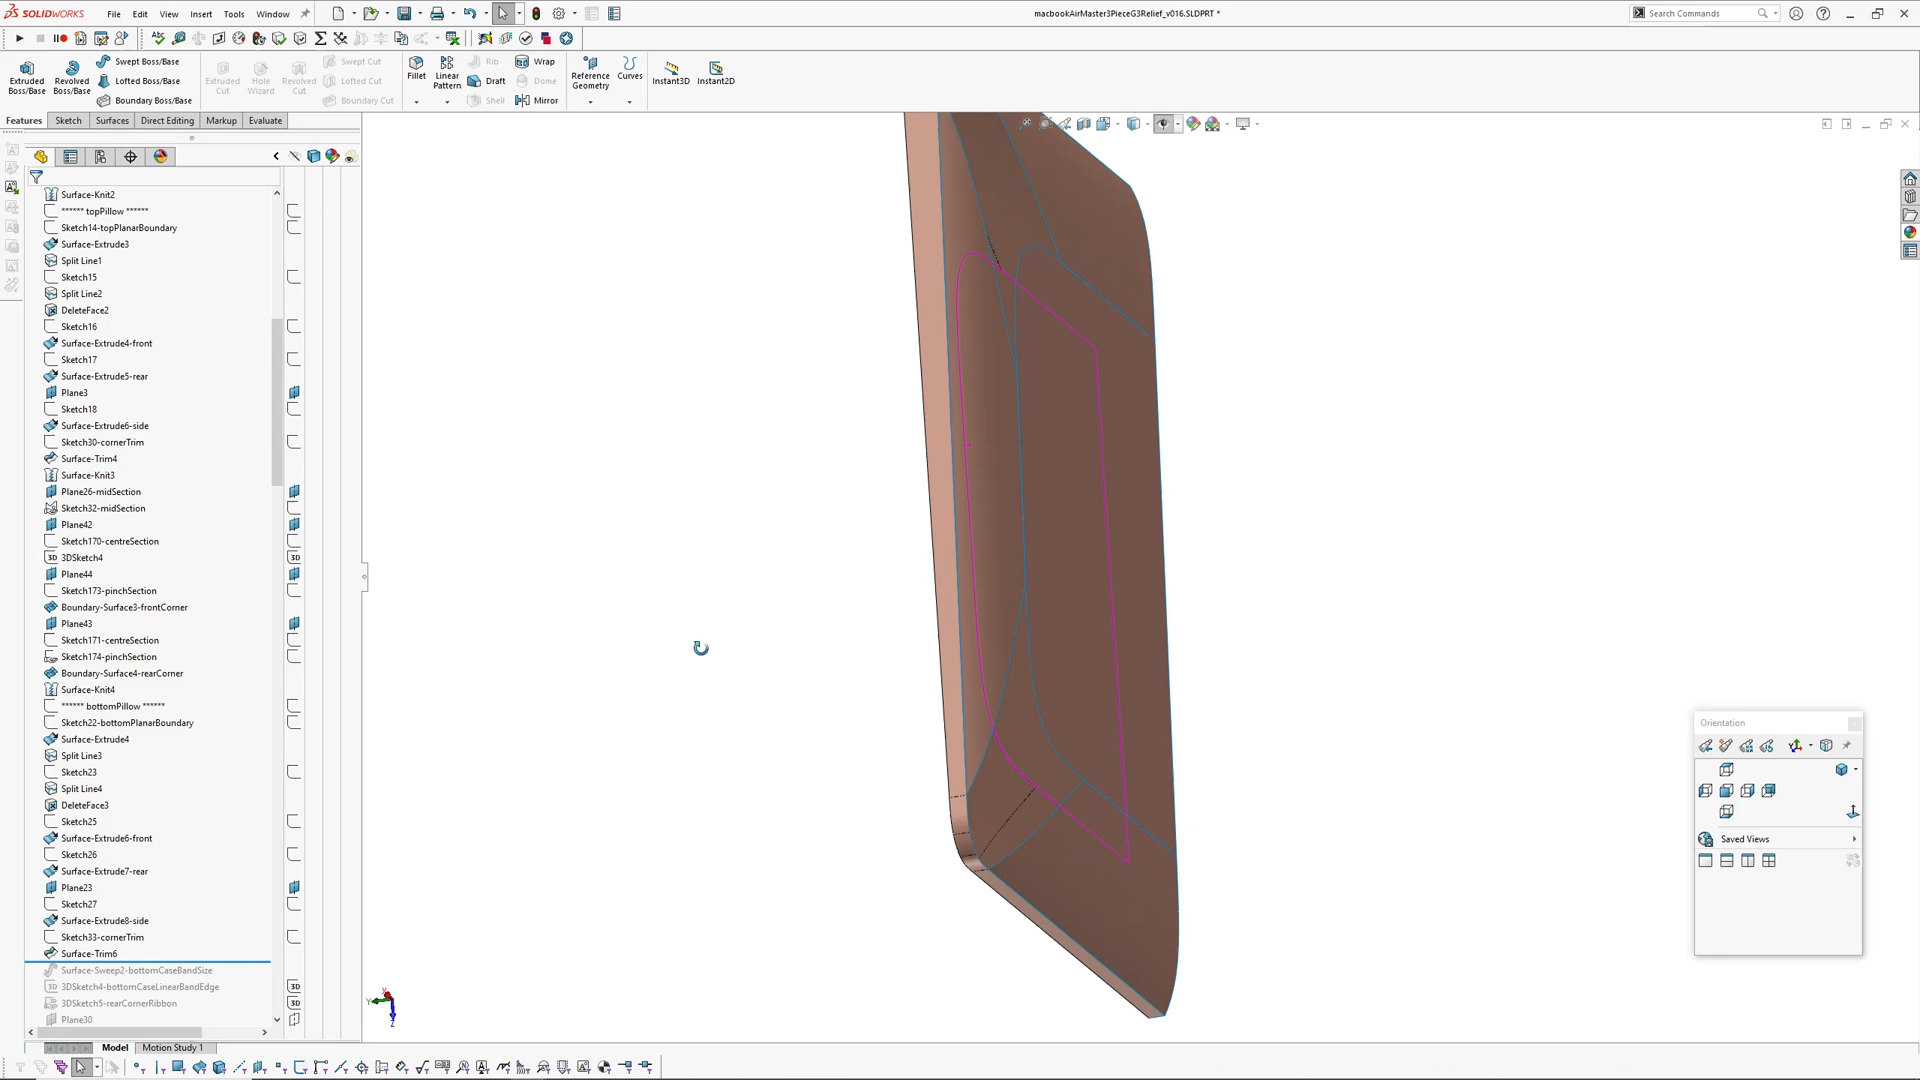 SOLIDWORKS
File
Edit
View
Insert
Tools
Window
macbookAirMaster3PieceG3Relief_v016.SLDPRT *
Search Commands
Extruded Boss/Base
Revolved Boss/Base
Swept Boss/Base
Lofted Boss/Base
Boundary Boss/Base
Extruded Cut
Hole Wizard
Revolved Cut
Swept Cut
Lofted Cut
Boundary Cut
Fillet
Linear Pattern
Rib
Draft
Shell
Wrap
Dome
Mirror
Reference Geometry
Curves
Instant3D
Instant2D
Features
Sketch
Surfaces
Direct Editing
Markup
Evaluate
Surface-Knit2
****** topPillow ******
Sketch14-topPlanarBoundary
Surface-Extrude3
Split Line1
Sketch15
Split Line2
DeleteFace2
Sketch16
Surface-Extrude4-front
Sketch17
Surface-Extrude5-rear
Plane3
Sketch18
Surface-Extrude6-side
Sketch30-cornerTrim
Surface-Trim4
Surface-Knit3
Plane26-midSection
Sketch32-midSection
Plane42
Sketch170-centreSection
3D 3DSketch4 3D
Plane44
Sketch173-pinchSection
Boundary-Surface3-frontCorner
Plane43
Sketch171-centreSection
Sketch174-pinchSection
Boundary-Surface4-rearCorner
Surface-Knit4
****** bottomPillow ******
Sketch22-bottomPlanarBoundary
Surface-Extrude4
Split Line3
Sketch23
Split Line4
DeleteFace3
Sketch25
Surface-Extrude6-front
Sketch26
Surface-Extrude7-rear
Plane23
Sketch27
Surface-Extrude8-side
Sketch33-cornerTrim
Surface-Trim6
Surface-Sweep2-bottomCaseBandSize
3D 3DSketch4-bottomCaseLinearBandEdge 3D
3DSketch5-rearCornerRibbon 3D
Plane30
Model
Motion Study 1
X
Y
Z
Orientation
Saved Views